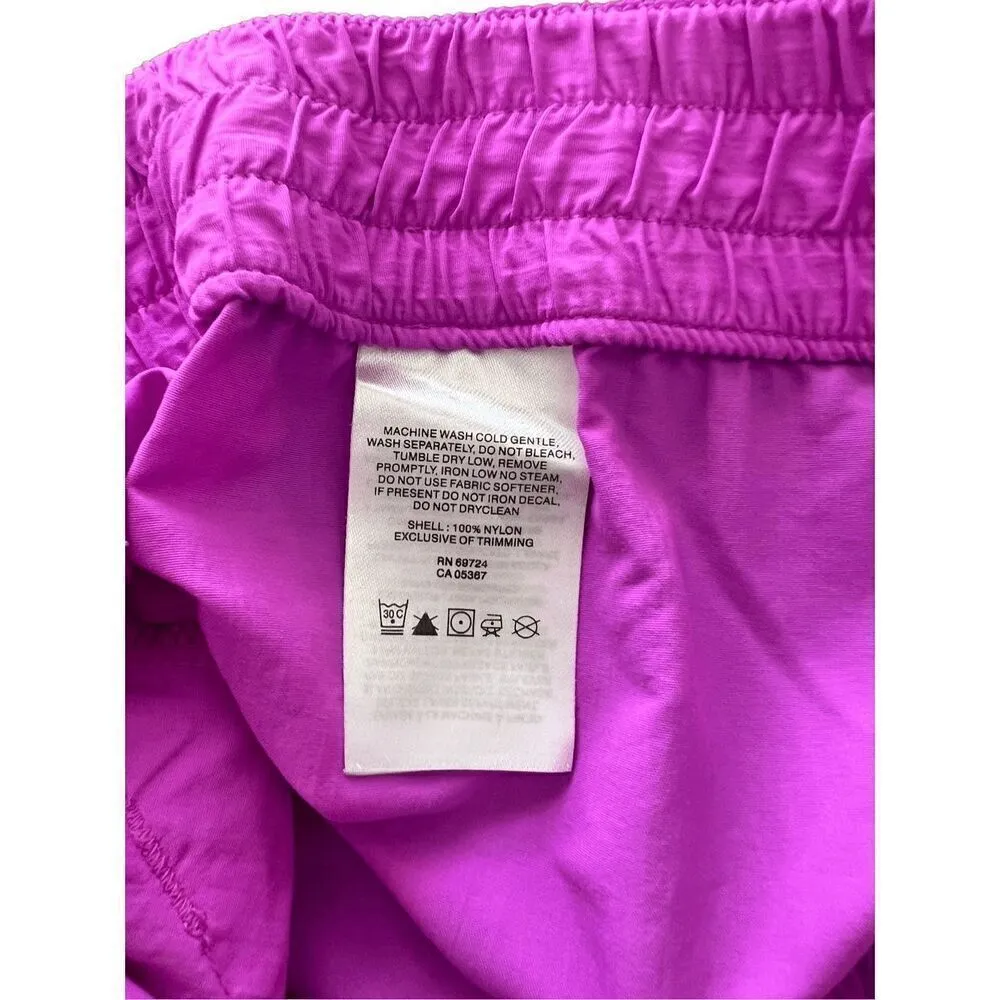 MACHINE WASH COLD GENTLE,
WASH SEPARATELY, DO NOT BLEACH,
TUMBLE DRY LOW, REMOVE
PROMPTLY, IRON LOW NO STEAM,
DO NOT USE FABRIC SOFTENER,
IF PRESENT DO NOT IRON DECAL,
DO NOT DRYCLEAN
SHELL : 100% NYLON
EXCLUSIVE OF TRIMMING
RN 69724
CA 05367
30 C